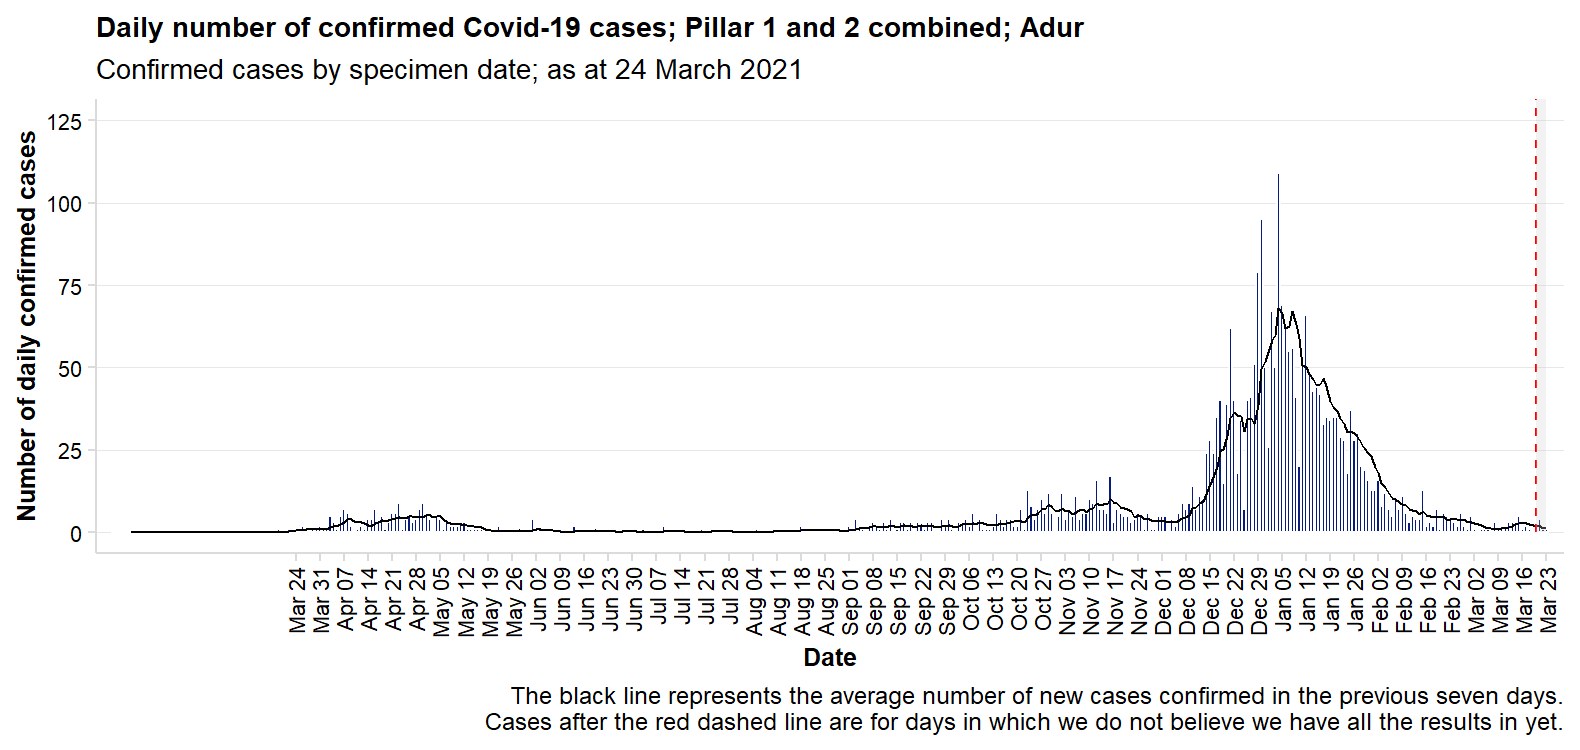 Daily number of confirmed Covid-19 cases; Pillar 1 and 2 combined; Adur
Confirmed cases by specimen date; as at 24 March 2021
Number of daily confirmed cases
125
100
75
50
25
0
Mar 24
Mar 31
Apr 07
Apr 14
Apr 21
Apr 28
May 05
May 12
May 19
May 26
Jun 02
Jun 09
Jun 16
Jun 23
Jun 30
Jul 07
Jul 14
Jul 21
Jul 28
Aug 04
Aug 11
Aug 18
Aug 25
Sep 01
Sep 08
Sep 15
Sep 22
Sep 29
Oct 06
Oct 13
Oct 20
Oct 27
Nov 03
Nov 10
Nov 17
Nov 24
Dec 01
Dec 08
Dec 15
Dec 22
Dec 29
Jan 05
Jan 12
Jan 19
Jan 26
Feb 02
Feb 09
Feb 16
Feb 23
Mar 02
Mar 09
Mar 16
Mar 23
Date
The black line represents the average number of new cases confirmed in the previous seven days.
Cases after the red dashed line are for days in which we do not believe we have all the results in yet.